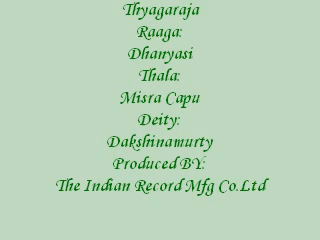 Thyagaraja
Raaga:
Dhanyasi
Thala:
Misra Capu
Deity:
Dakshinamurty
Produced BY:
The Indian Record Mfg Co.Ltd